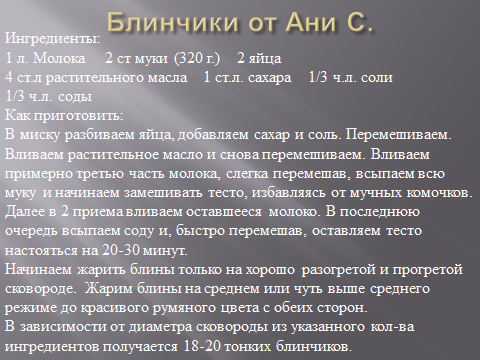 Блинчики от Ани С.
Ингредиенты:
1 л. Молока 2 ст муки (320 г.) 2 яйца
4 ст.л растительного масла 1 ст.л. сахара 1/3 ч.л. соли
1/3 ч.л. соды
Как приготовить:
В миску разбиваем яйца, добавляем сахар и соль. Перемешиваем.
Вливаем растительное масло и снова перемешиваем. Вливаем
примерно третью часть молока, слегка перемешав, всыпаем всю
муку и начинаем замешивать тесто, избавляясь от мучных комочков.
Далее в 2 приема вливаем оставшееся молоко. В последнюю
очередь всыпаем соду и, быстро перемешав, оставляем тесто
настояться на 20-30 минут.
Начинаем жарить блины только на хорошо разогретой и прогретой
сковороде. Жарим блины на среднем или чуть выше среднего
режиме до красивого румяного цвета с обеих сторон.
В зависимости от диаметра сковороды из указанного кол-ва
ингредиентов получается 18-20 тонких блинчиков.